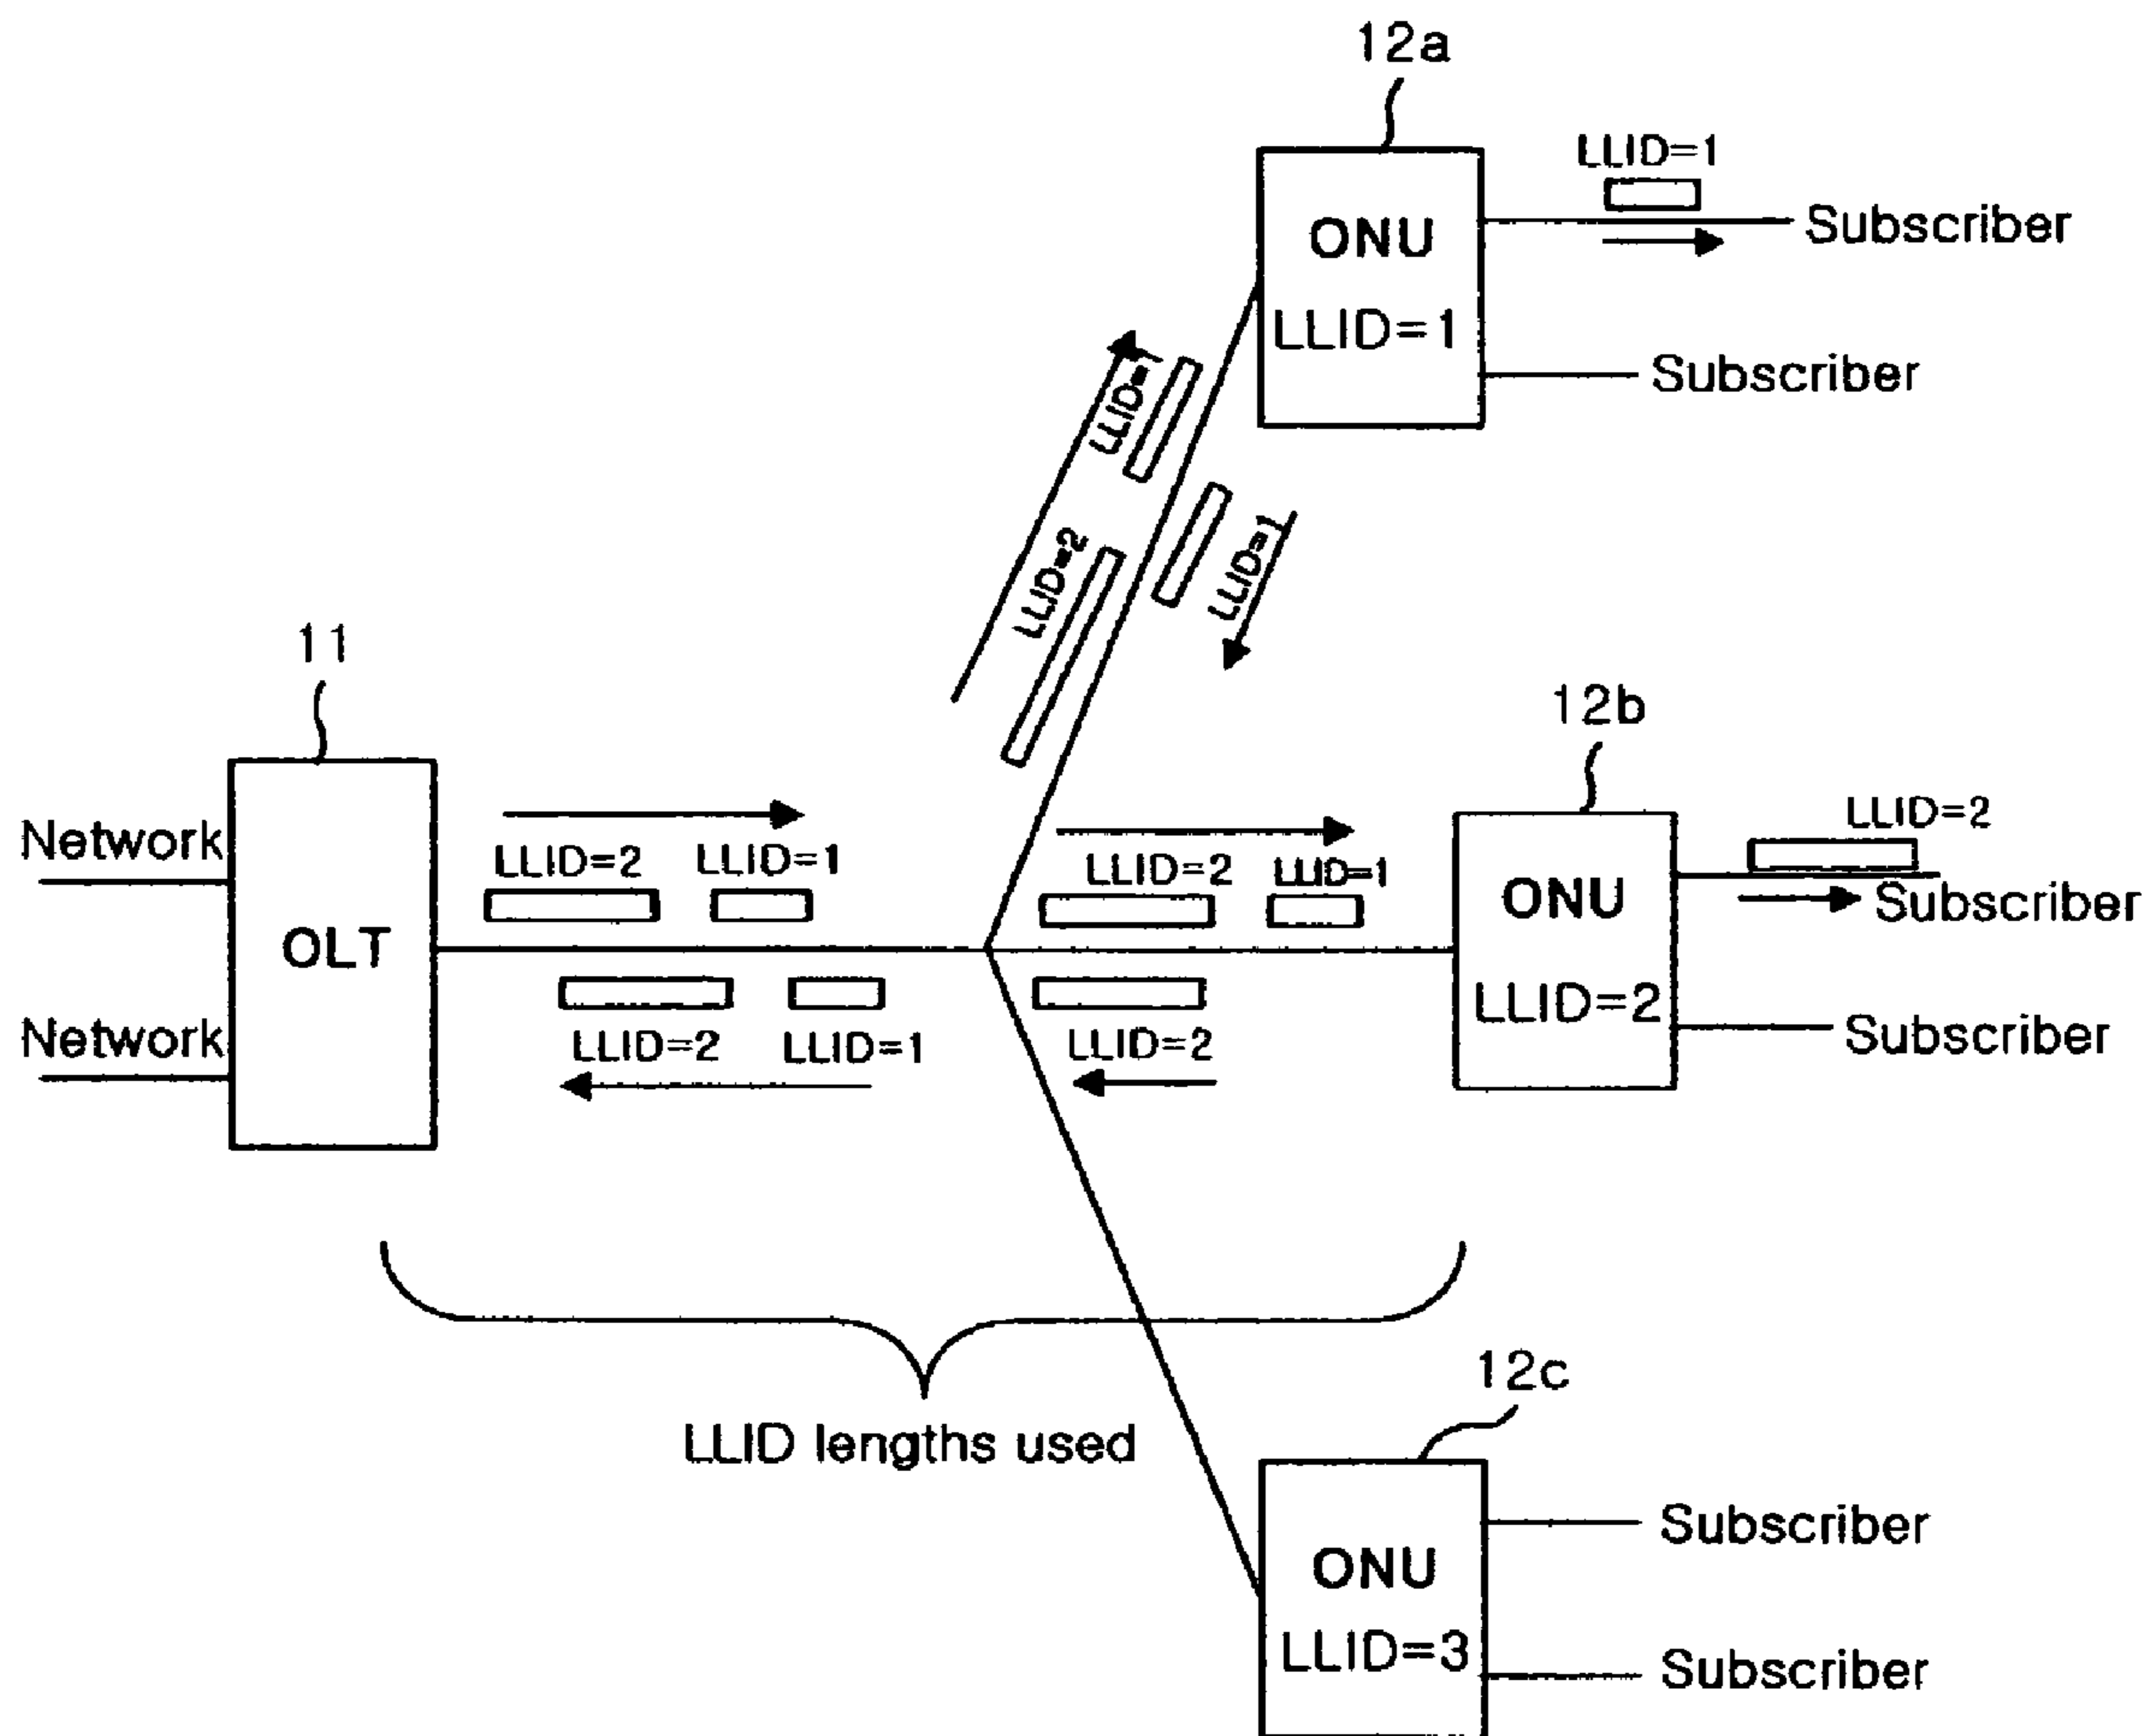 12a
LLID=1
Subscriber
ONU
LLID=1
Subscriber
LLID=1
LLID=2
LLID=1
11
12b
Network
LLID=2
LLID=1
LLID=2
LLID=1
LLID=2
ONU
Subscriber
OLT
LLID=2
Network
LLID=2
LLID=1
LLID=2
Subscriber
LLID lengths used
12c
Subscriber
ONU
LLID=3
Subscriber